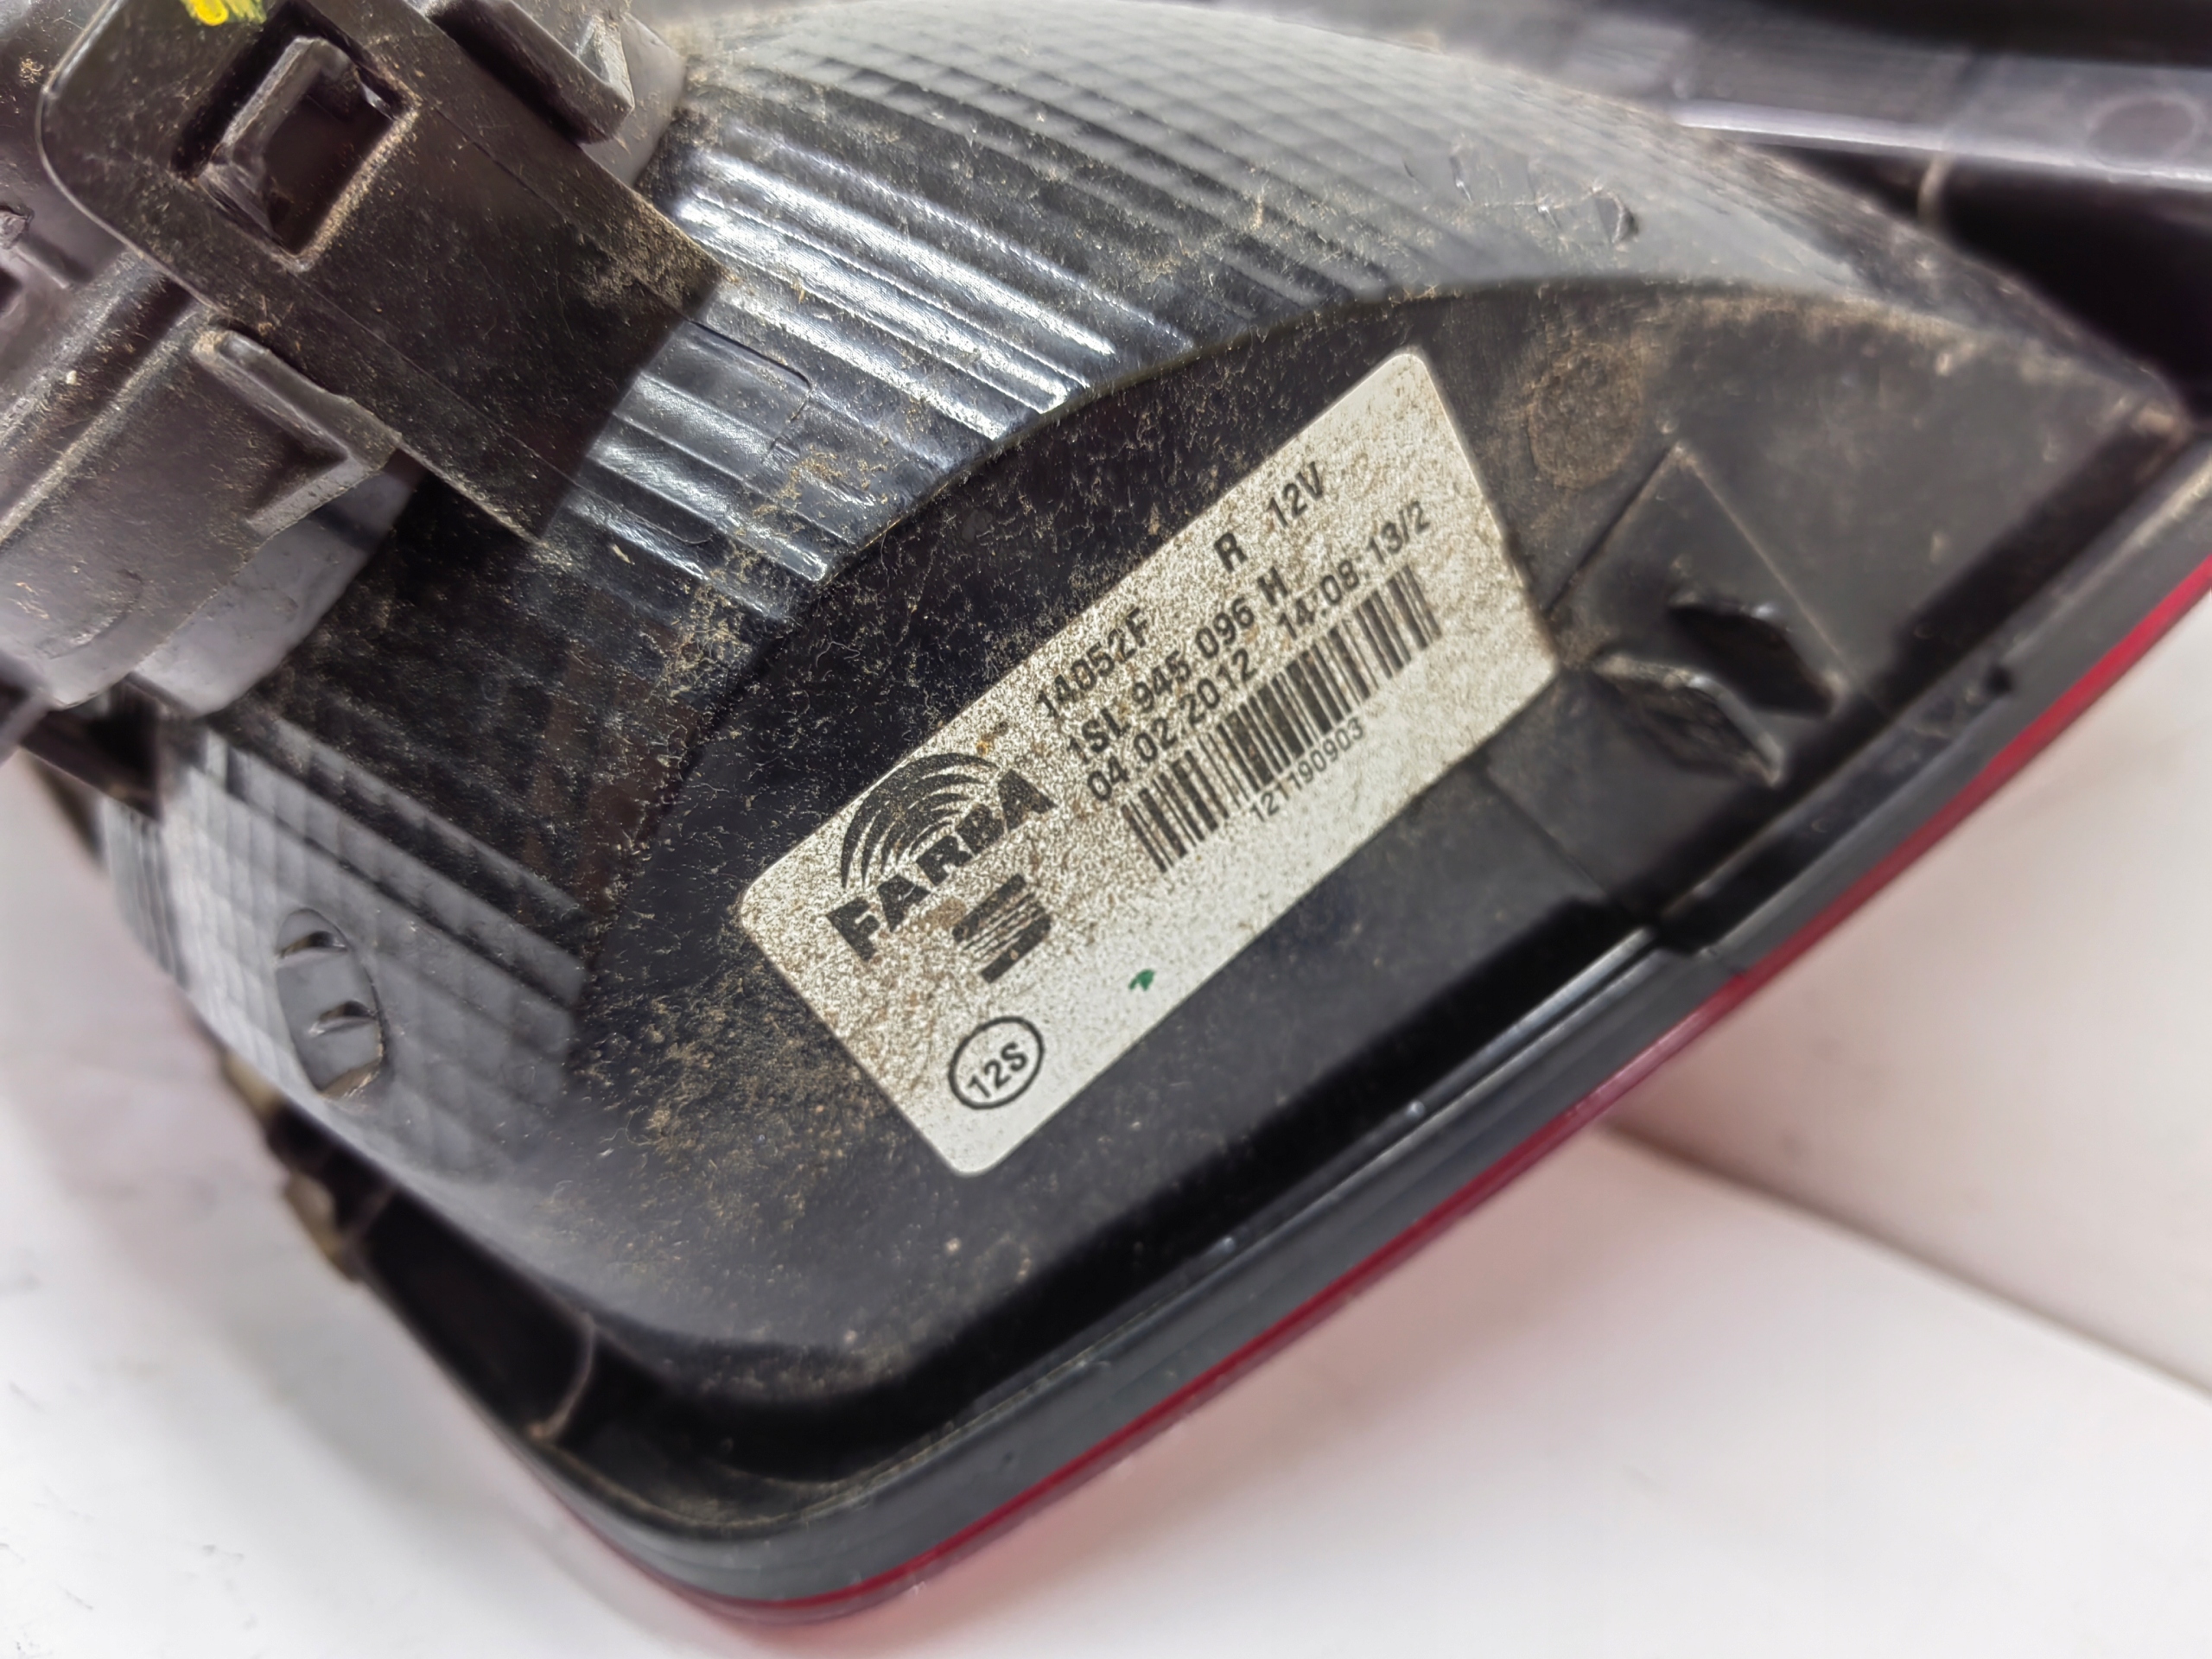 14052F R 12V
1SL 945 096 H
04.02.2012 14:08:13/2
121190903
FARBA
12S